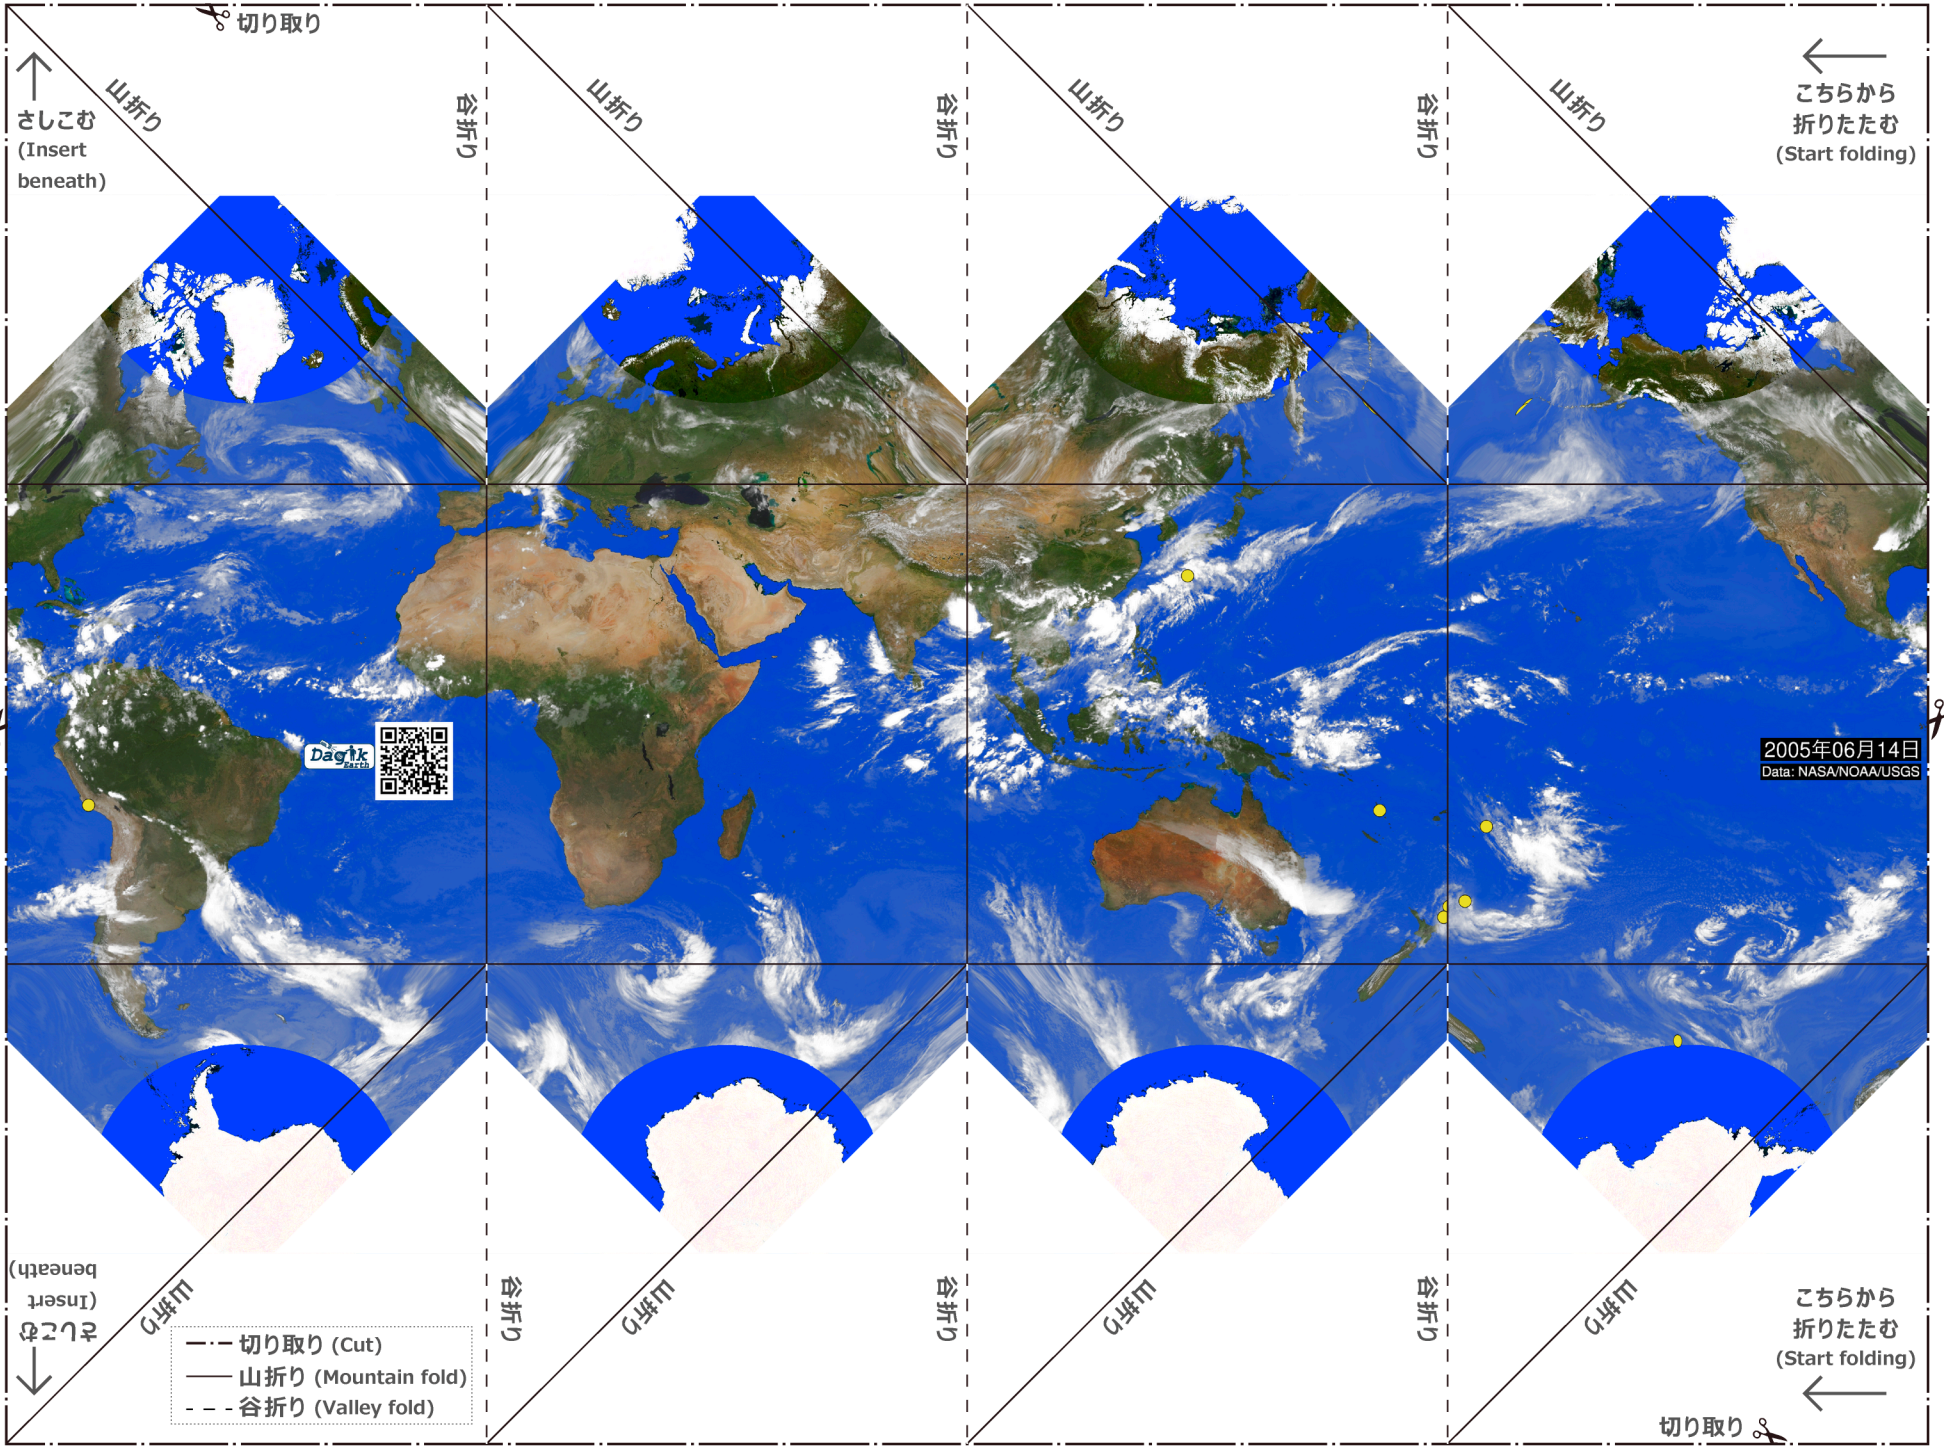 切り取り
山折り
谷折り
山折り
谷折り
山折り
谷折り
山折り
さしこむ
(Insert
beneath)
こちらから
折りたたむ
(Start folding)
Dagik
Earth
2005年06月14日
Data: NASA/NOAA/USGS
さしこむ
(Insert
beneath)
山折り
谷折り
山折り
谷折り
山折り
谷折り
山折り
こちらから
折りたたむ
(Start folding)
切り取り (Cut)
山折り (Mountain fold)
谷折り (Valley fold)
切り取り